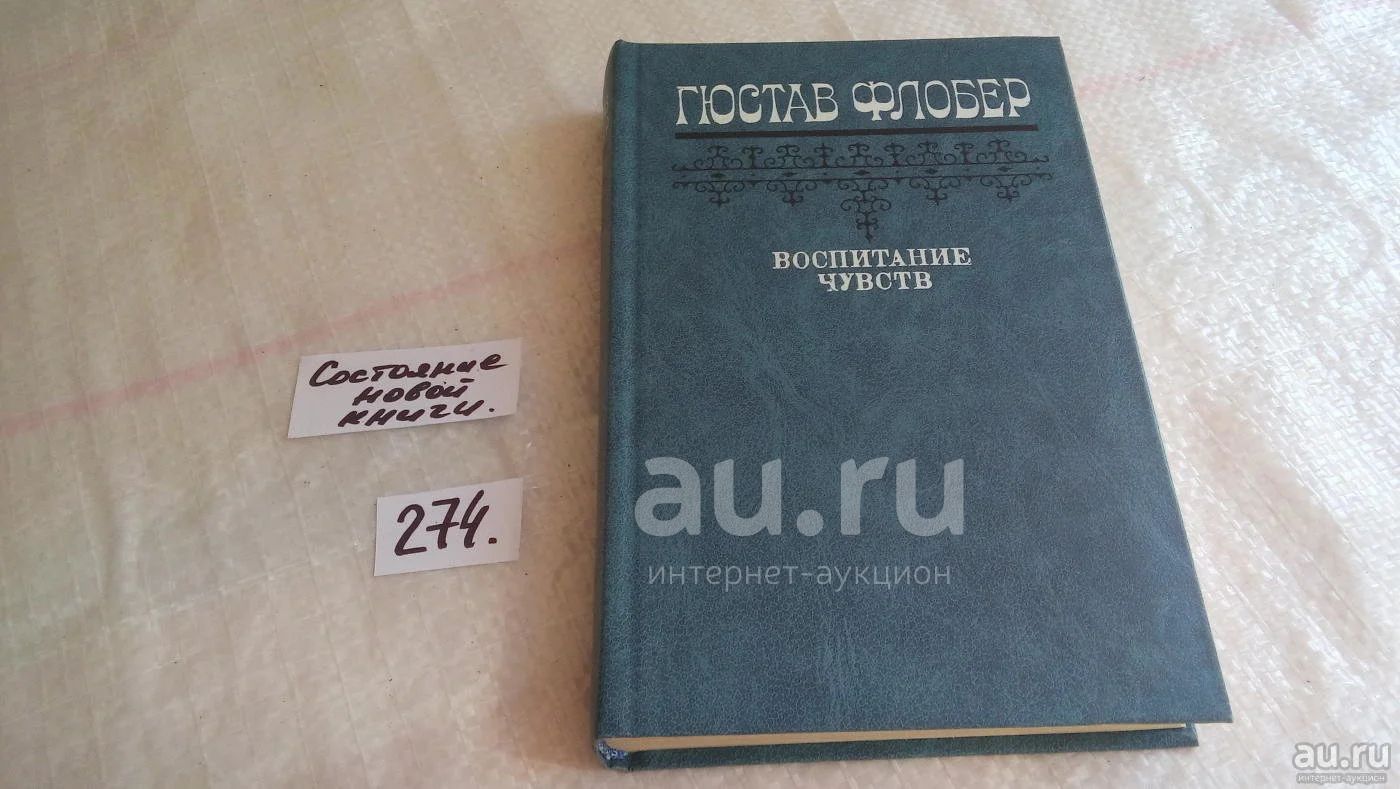 ГЮСТАВ ФЛОБЕР
ВОСПИТАНИЕ
ЧУВСТВ
Состояние
новой
книги.
274.
au.ru
интернет-аукцион
au.ru
интернет-аукцион